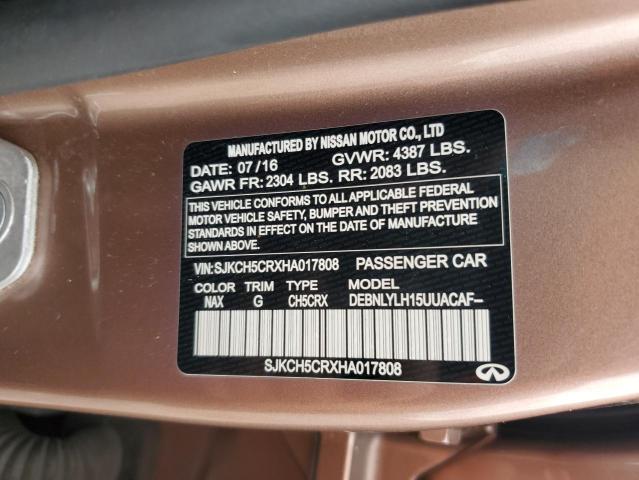 MANUFACTURED BY NISSAN MOTOR CO., LTD
DATE: 07/16 GVWR: 4387 LBS.
GAWR FR: 2304 LBS. RR: 2083 LBS.
THIS VEHICLE CONFORMS TO ALL APPLICABLE FEDERAL
MOTOR VEHICLE SAFETY, BUMPER AND THEFT PREVENTION
STANDARDS IN EFFECT ON THE DATE OF MANUFACTURE
SHOWN ABOVE.
VIN:SJKCH5CRXHA017808 PASSENGER CAR
COLOR TRIM TYPE MODEL
NAX G CH5CRX DEBNLYLH15UUACAF–
SJKCH5CRXHA017808